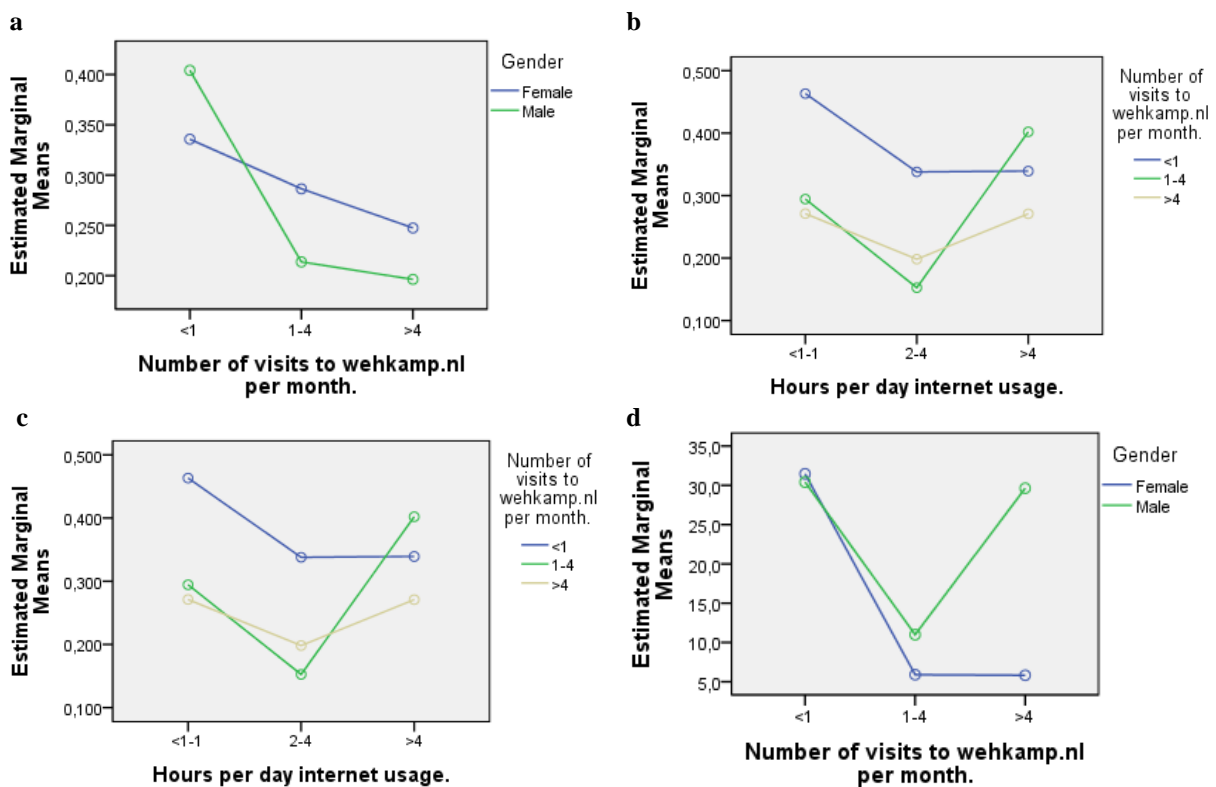 a
Estimated Marginal
Means
0,400
0,350
0,300
0,250
0,200
<1
1-4
>4
Number of visits to wehkamp.nl
per month.
Gender
Female
Male
b
Estimated Marginal
Means
0,500
0,400
0,300
0,200
0,100
<1-1
2-4
>4
Hours per day internet usage.
Number of
visits to
wehkamp.nl
per month.
<1
1-4
>4
c
Estimated Marginal
Means
0,500
0,400
0,300
0,200
0,100
<1-1
2-4
>4
Hours per day internet usage.
Number of
visits to
wehkamp.nl
per month.
<1
1-4
>4
d
Estimated Marginal
Means
35,0
30,0
25,0
20,0
15,0
10,0
5,0
<1
1-4
>4
Number of visits to wehkamp.nl
per month.
Gender
Female
Male